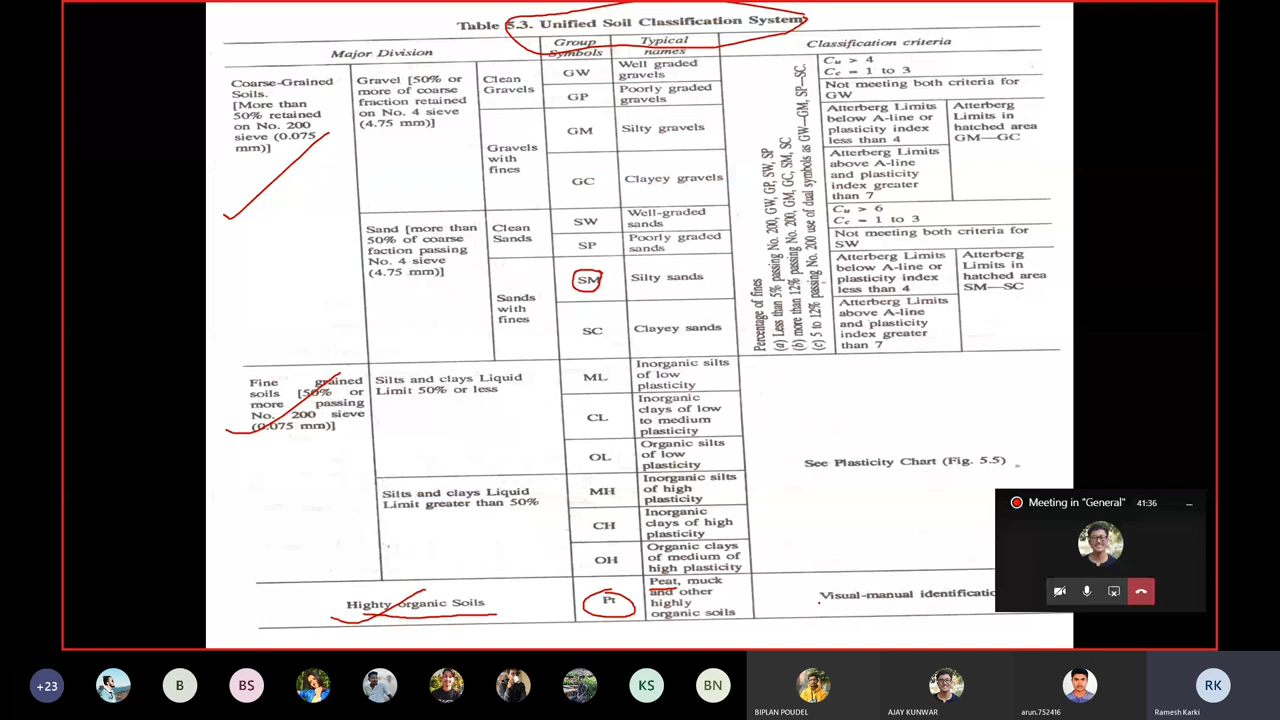 Table 5.3. Unified Soil Classification System
Major Division
Group
Symbols
Typical
names
Classification criteria
Coarse-Grained
Soils.
[More than
50% retained
on No. 200
sieve (0.075
mm)]
Gravel [50% or
more of coarse
fraction retained
on No. 4 sieve
(4.75 mm)]
Clean
Gravels
GW
Well graded
gravels
GP
Poorly graded
gravels
Gravels
with
fines
GM
Silty gravels
GC
Clayey gravels
Sand [more than
50% of coarse
faction passing
No. 4 sieve
(4.75 mm)]
Clean
Sands
SW
Well-graded
sands
SP
Poorly graded
sands
Sands
with
fines
SM
Silty sands
SC
Clayey sands
Percentage of fines
(a) Less than 5% passing No. 200, GW, GP, SW, SP
(b) more than 12% passing No. 200, GM, GC, SM, SC
(c) 5 to 12% passing No. 200 use of dual symbols as GW—GM, SP—SC.
Cu > 4
Cc = 1 to 3
Not meeting both criteria for
GW
Atterberg Limits
below A-line or
plasticity index
less than 4
Atterberg Limits
above A-line
and plasticity
index greater
than 7
Atterberg
Limits in
hatched area
GM—GC
Cu > 6
Cc = 1 to 3
Not meeting both criteria for
SW
Atterberg Limits
below A-line or
plasticity index
less than 4
Atterberg Limits
above A-line
and plasticity
index greater
than 7
Atterberg
Limits in
hatched area
SM—SC
Fine grained
soils [50% or
more passing
No. 200 sieve
(0.075 mm)]
Silts and clays Liquid
Limit 50% or less
ML
Inorganic silts
of low
plasticity
CL
Inorganic
clays of low
to medium
plasticity
OL
Organic silts
of low
plasticity
Silts and clays Liquid
Limit greater than 50%
MH
Inorganic silts
of high
plasticity
CH
Inorganic
clays of high
plasticity
OH
Organic clays
of medium of
high plasticity
See Plasticity Chart (Fig. 5.5)
Highty organic Soils
Pt
Peat, muck
and other
highly
organic soils
Visual-manual identificatio
Meeting in "General"
41:36
+23
B
BS
KS
BN
RK
BIPLAN POUDEL
AJAY KUNWAR
arun.752416
Ramesh Karki